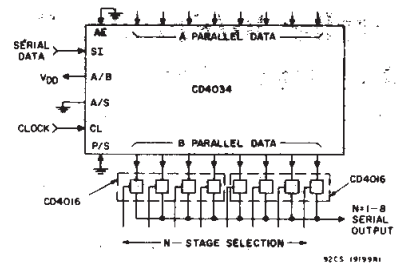 AE
A PARALLEL DATA
SERIAL DATA
SI
VDD
A/B
CD4034
A/S
CLOCK
CL
P/S
B PARALLEL DATA
CD4016
CD4016
N=1-8
SERIAL
OUTPUT
N- STAGE SELECTION
92CS 19199RI